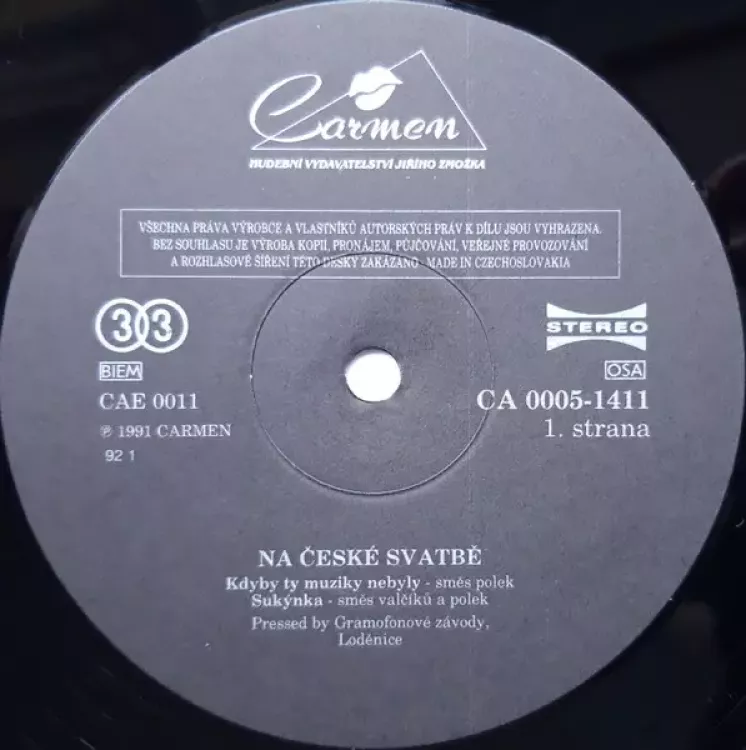 Carmen
HUDEBNÍ VYDAVATELSTVÍ JIŘÍHO ZMOŽKA
VŠECHNA PRÁVA VÝROBCE A VLASTNÍKŮ AUTORSKÝCH PRÁV K DÍLU JSOU VYHRAZENA.
BEZ SOUHLASU JE VÝROBA KOPIÍ, PRONÁJEM, PŮJČOVÁNÍ, VEŘEJNÉ PROVOZOVÁNÍ
A ROZHLASOVÉ ŠÍŘENÍ TÉTO DESKY ZAKÁZÁNO - MADE IN CZECHOSLOVAKIA
33
STEREO
BIEM
OSA
CAE 0011
CA 0005-1411
℗ 1991 CARMEN
1. strana
92 1
NA ČESKÉ SVATBĚ
Kdyby ty muziky nebyly - směs polek
Sukýnka - směs valčíků a polek
Pressed by Gramofonové závody,
Loděnice